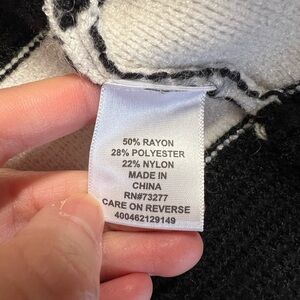 50% RAYON
28% POLYESTER
22% NYLON
MADE IN
CHINA
RN#73277
CARE ON REVERSE
400462129149